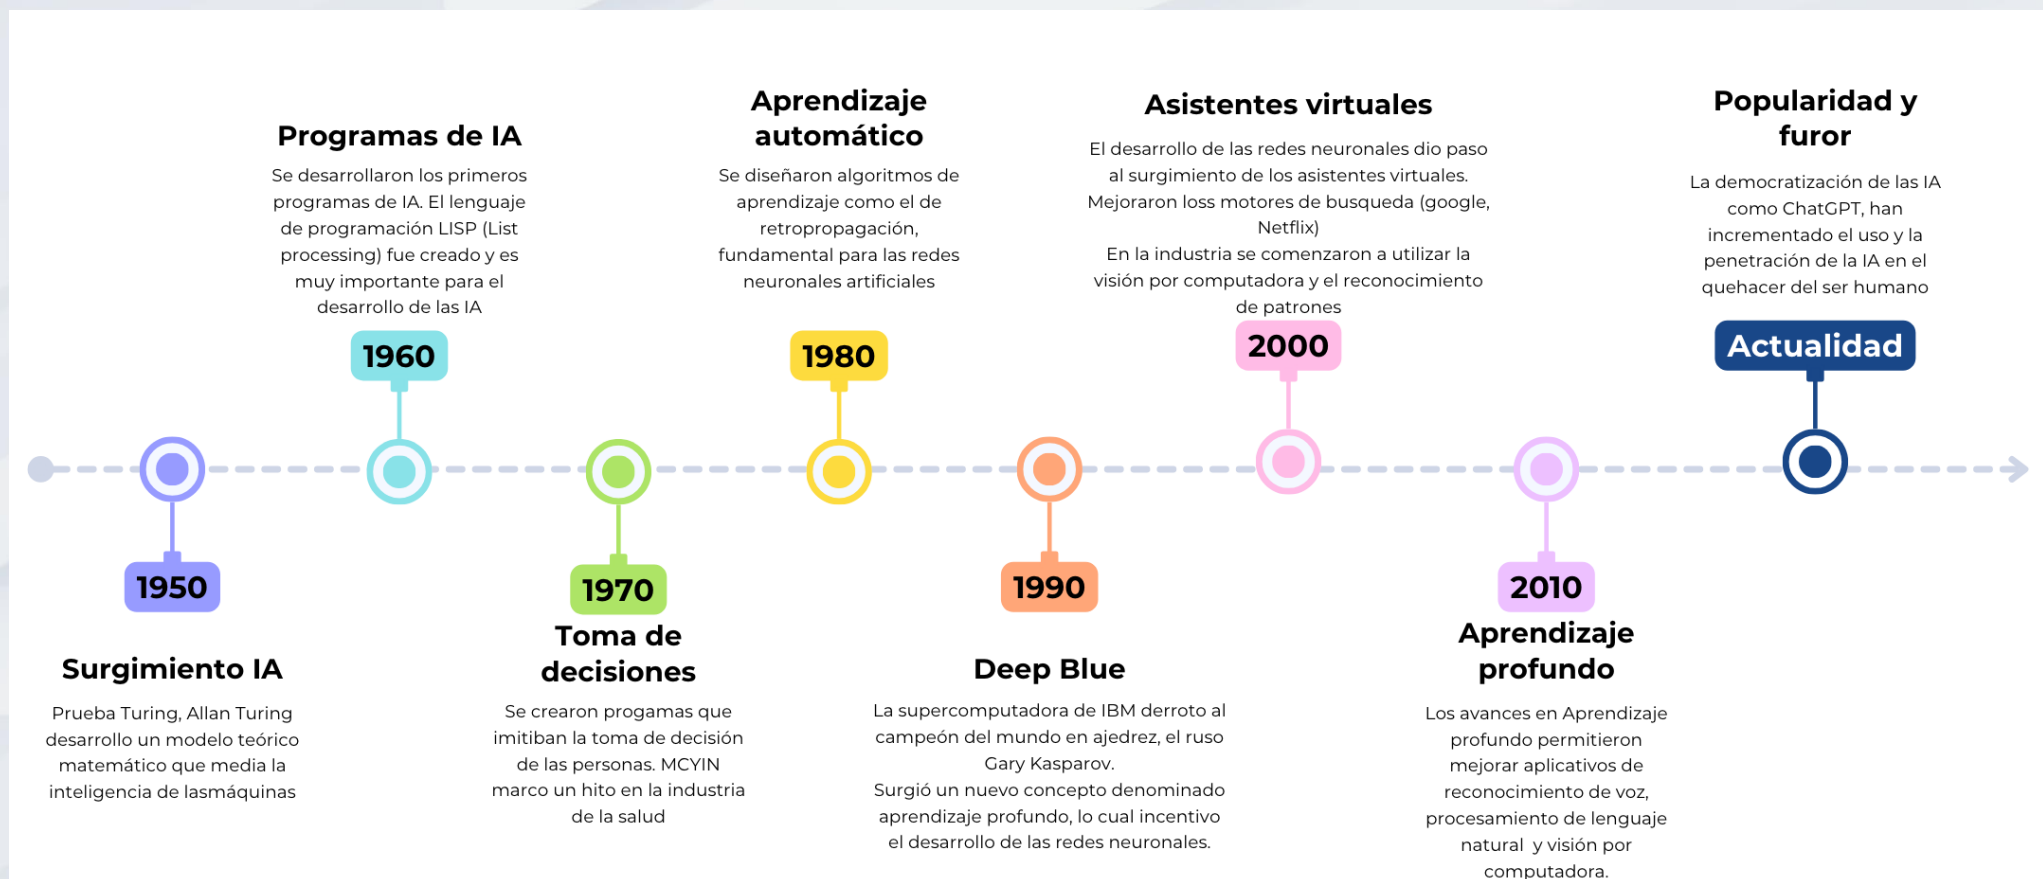 Surgimiento IA
1950
Prueba Turing, Allan Turing
desarrollo un modelo teórico
matemático que media la
inteligencia de lasmáquinas
Programas de IA
Se desarrollaron los primeros
programas de IA. El lenguaje
de programación LISP (List
processing) fue creado y es
muy importante para el
desarrollo de las IA
1960
1970
Toma de
decisiones
Se crearon progamas que
imitiban la toma de decisión
de las personas. MCYIN
marco un hito en la industria
de la salud
Aprendizaje
automático
Se diseñaron algoritmos de
aprendizaje como el de
retropropagación,
fundamental para las redes
neuronales artificiales
1980
1990
Deep Blue
La supercomputadora de IBM derroto al
campeón del mundo en ajedrez, el ruso
Gary Kasparov.
Surgió un nuevo concepto denominado
aprendizaje profundo, lo cual incentivo
el desarrollo de las redes neuronales.
Asistentes virtuales
El desarrollo de las redes neuronales dio paso
al surgimiento de los asistentes virtuales.
Mejoraron loss motores de busqueda (google,
Netflix)
En la industria se comenzaron a utilizar la
visión por computadora y el reconocimiento
de patrones
2000
2010
Aprendizaje
profundo
Los avances en Aprendizaje
profundo permitieron
mejorar aplicativos de
reconocimiento de voz,
procesamiento de lenguaje
natural y visión por
computadora.
Popularidad y
furor
La democratización de las IA
como ChatGPT, han
incrementado el uso y la
penetración de la IA en el
quehacer del ser humano
Actualidad